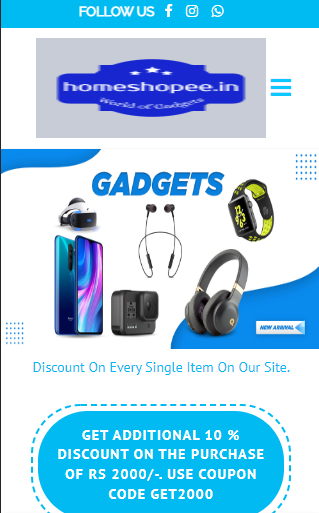 FOLLOW US
homeshopee.in
World of Gadgets
GADGETS
NEW ARRIVAL
Discount On Every Single Item On Our Site.
GET ADDITIONAL 10 %
DISCOUNT ON THE PURCHASE
OF RS 2000/-. USE COUPON
CODE GET2000